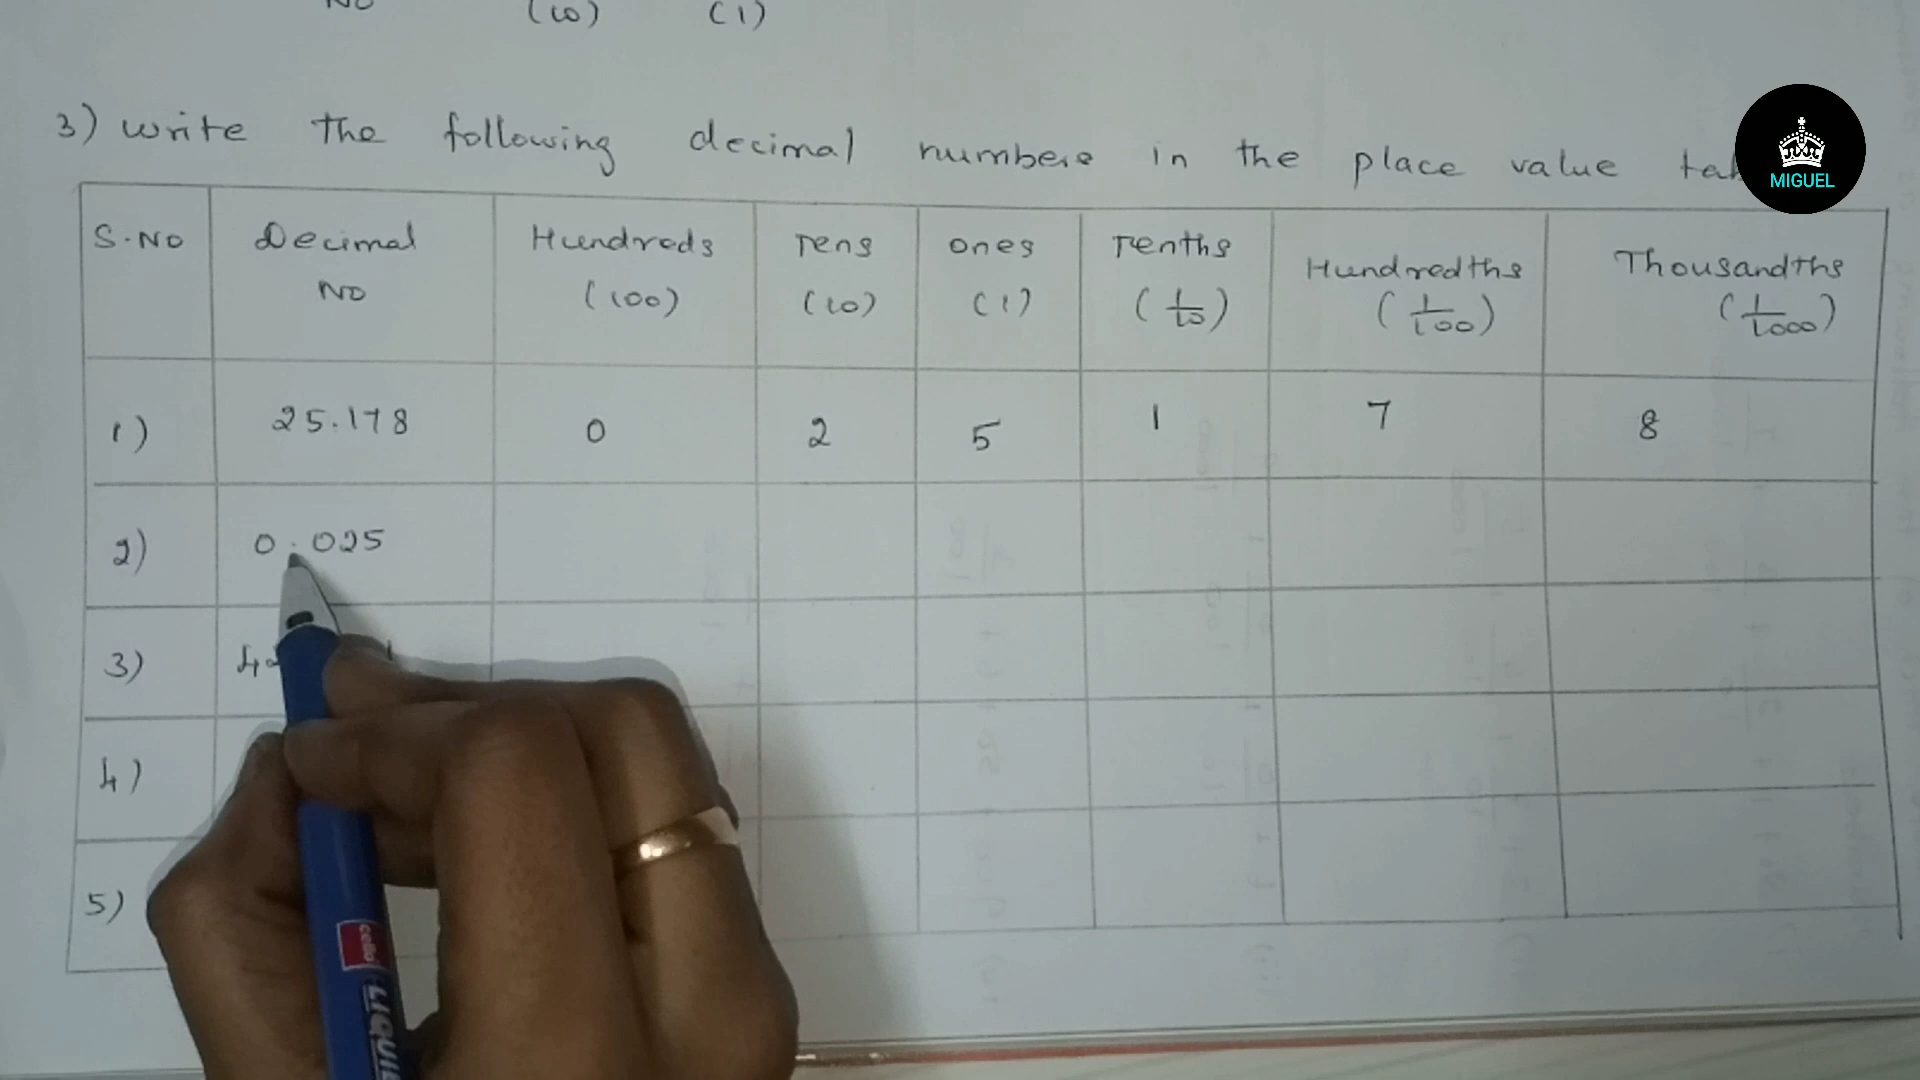 (10) (1)
3) write the following decimal numbers in the place value
MIGUEL
S.NO Decimal NO Hundreds (100) Tens (10) ones (1) Tenths (1/10) Hundredths (1/100) Thousandths (1/1000)
1) 25.178 0 2 5 1 7 8
2) 0.025
3)
4)
5)
cello